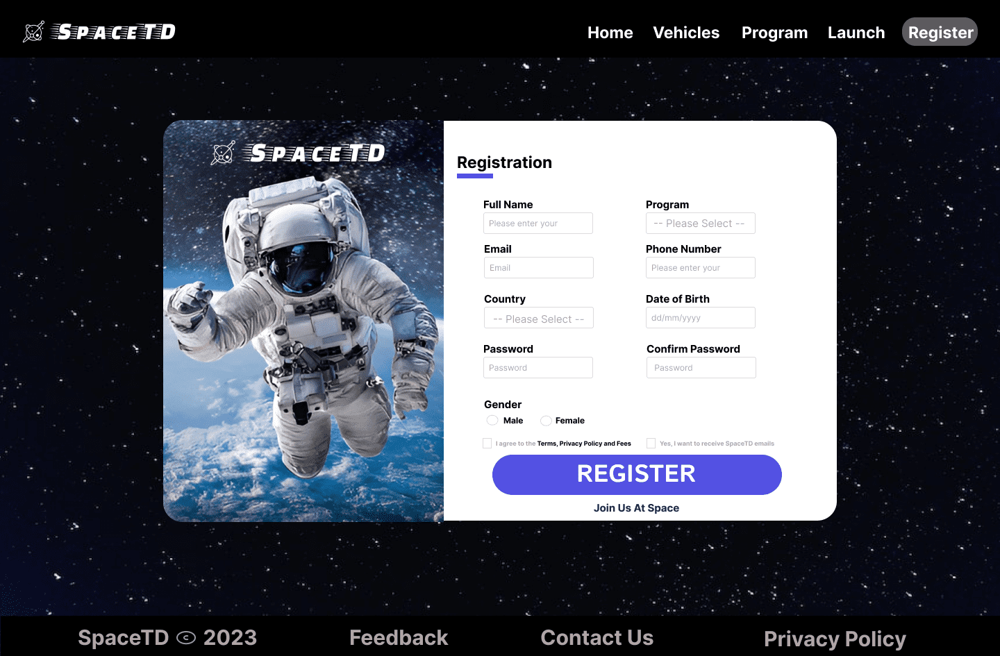 SpaceTD
Home Vehicles Program Launch Register
SpaceTD
Registration
Full Name
Please enter your
Program
-- Please Select --
Email
Email
Phone Number
Please enter your
Country
-- Please Select --
Date of Birth
dd/mm/yyyy
Password
Password
Confirm Password
Password
Gender
Male Female
I agree to the Terms, Privacy Policy and Fees
Yes, I want to receive SpaceTD emails
REGISTER
Join Us At Space
SpaceTD © 2023 Feedback Contact Us Privacy Policy